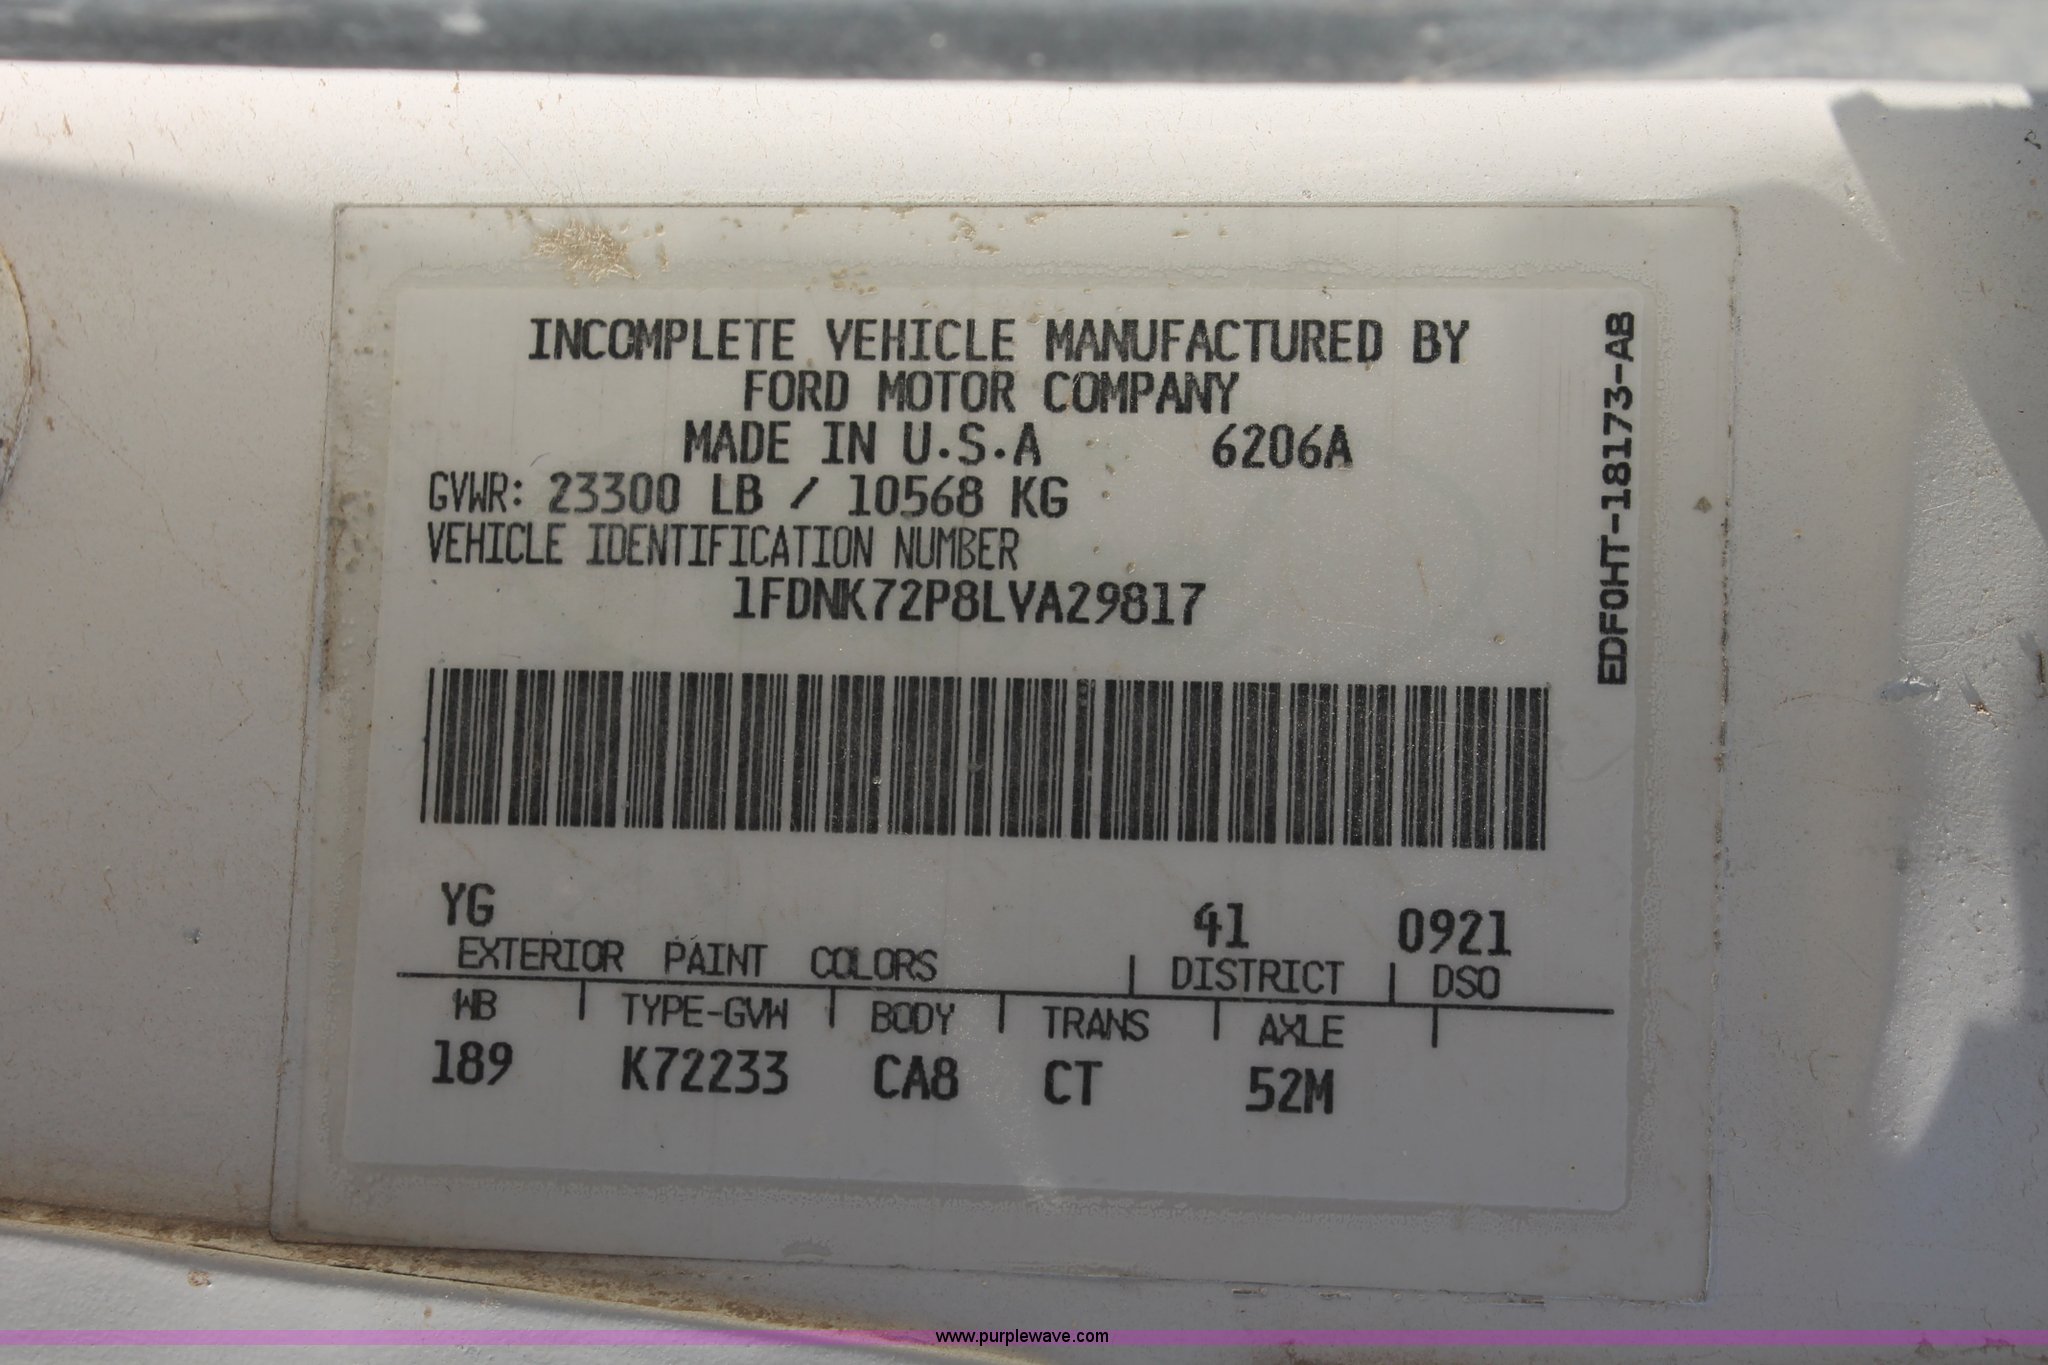 INCOMPLETE VEHICLE MANUFACTURED BY
FORD MOTOR COMPANY
MADE IN U.S.A 6206A
GVWR: 23300 LB / 10568 KG
VEHICLE IDENTIFICATION NUMBER
1FDNK72P8LVA29817
EDF0HT-18173-AB
YG 41 0921
EXTERIOR PAINT COLORS | DISTRICT | DSO
WB | TYPE-GVW | BODY | TRANS | AXLE |
189 K72233 CA8 CT 52M
www.purplewave.com